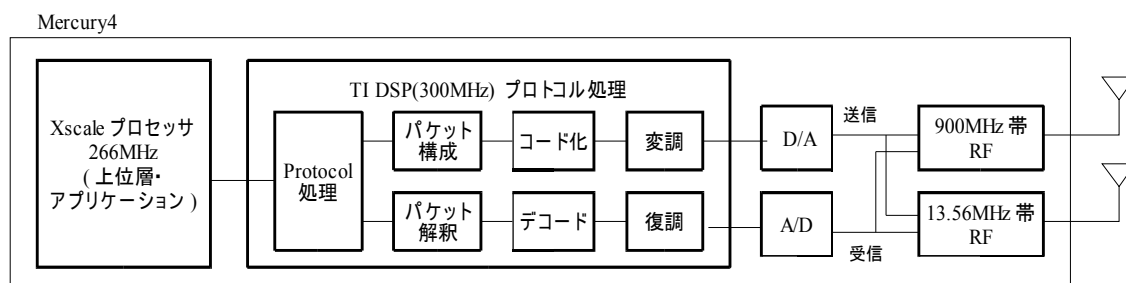 Mercury4
Xscale プロセッサ
266MHz
( 上位層・
アプリケーション )
TI DSP(300MHz) プロトコル処理
Protocol
処理
パケット
構成
コード化
変調
パケット
解釈
デコード
復調
D/A
A/D
送信
受信
900MHz 帯
RF
13.56MHz 帯
RF